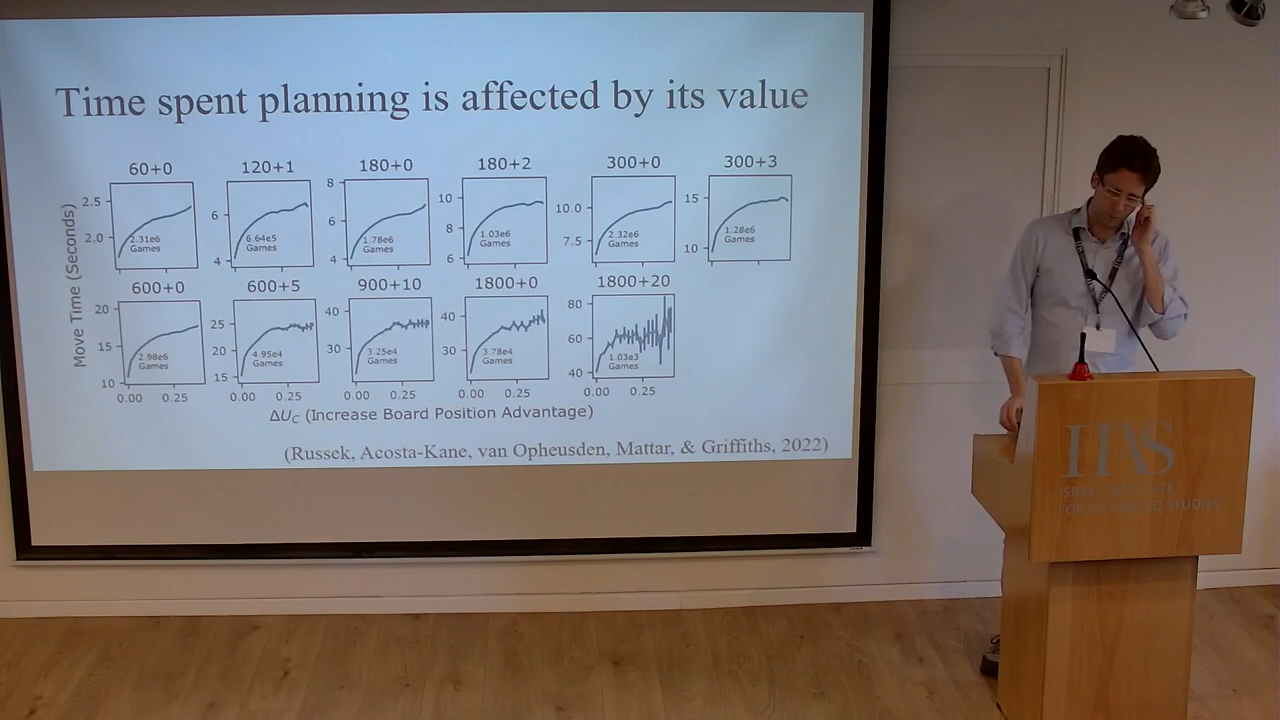 Time spent planning is affected by its value
60+0 120+1 180+0 180+2 300+0 300+3
2.5 2.0 6 4 8 6 4 10 8 6 10.0 7.5 15 10
2.31e6 Games 6.64e5 Games 1.78e6 Games 1.03e6 Games 2.32e6 Games 1.28e6 Games
Move Time (Seconds)
600+0 600+5 900+10 1800+0 1800+20
20 15 10 25 20 15 40 30 40 30 80 60 40
2.98e6 Games 4.95e4 Games 3.25e4 Games 3.78e4 Games 1.03e3 Games
0.00 0.25 0.00 0.25 0.00 0.25 0.00 0.25 0.00 0.25
ΔU_C (Increase Board Position Advantage)
(Russek, Acosta-Kane, van Opheusden, Mattar, & Griffiths, 2022)
IIAS
ISRAEL INSTITUTE
FOR ADVANCED STUDIES